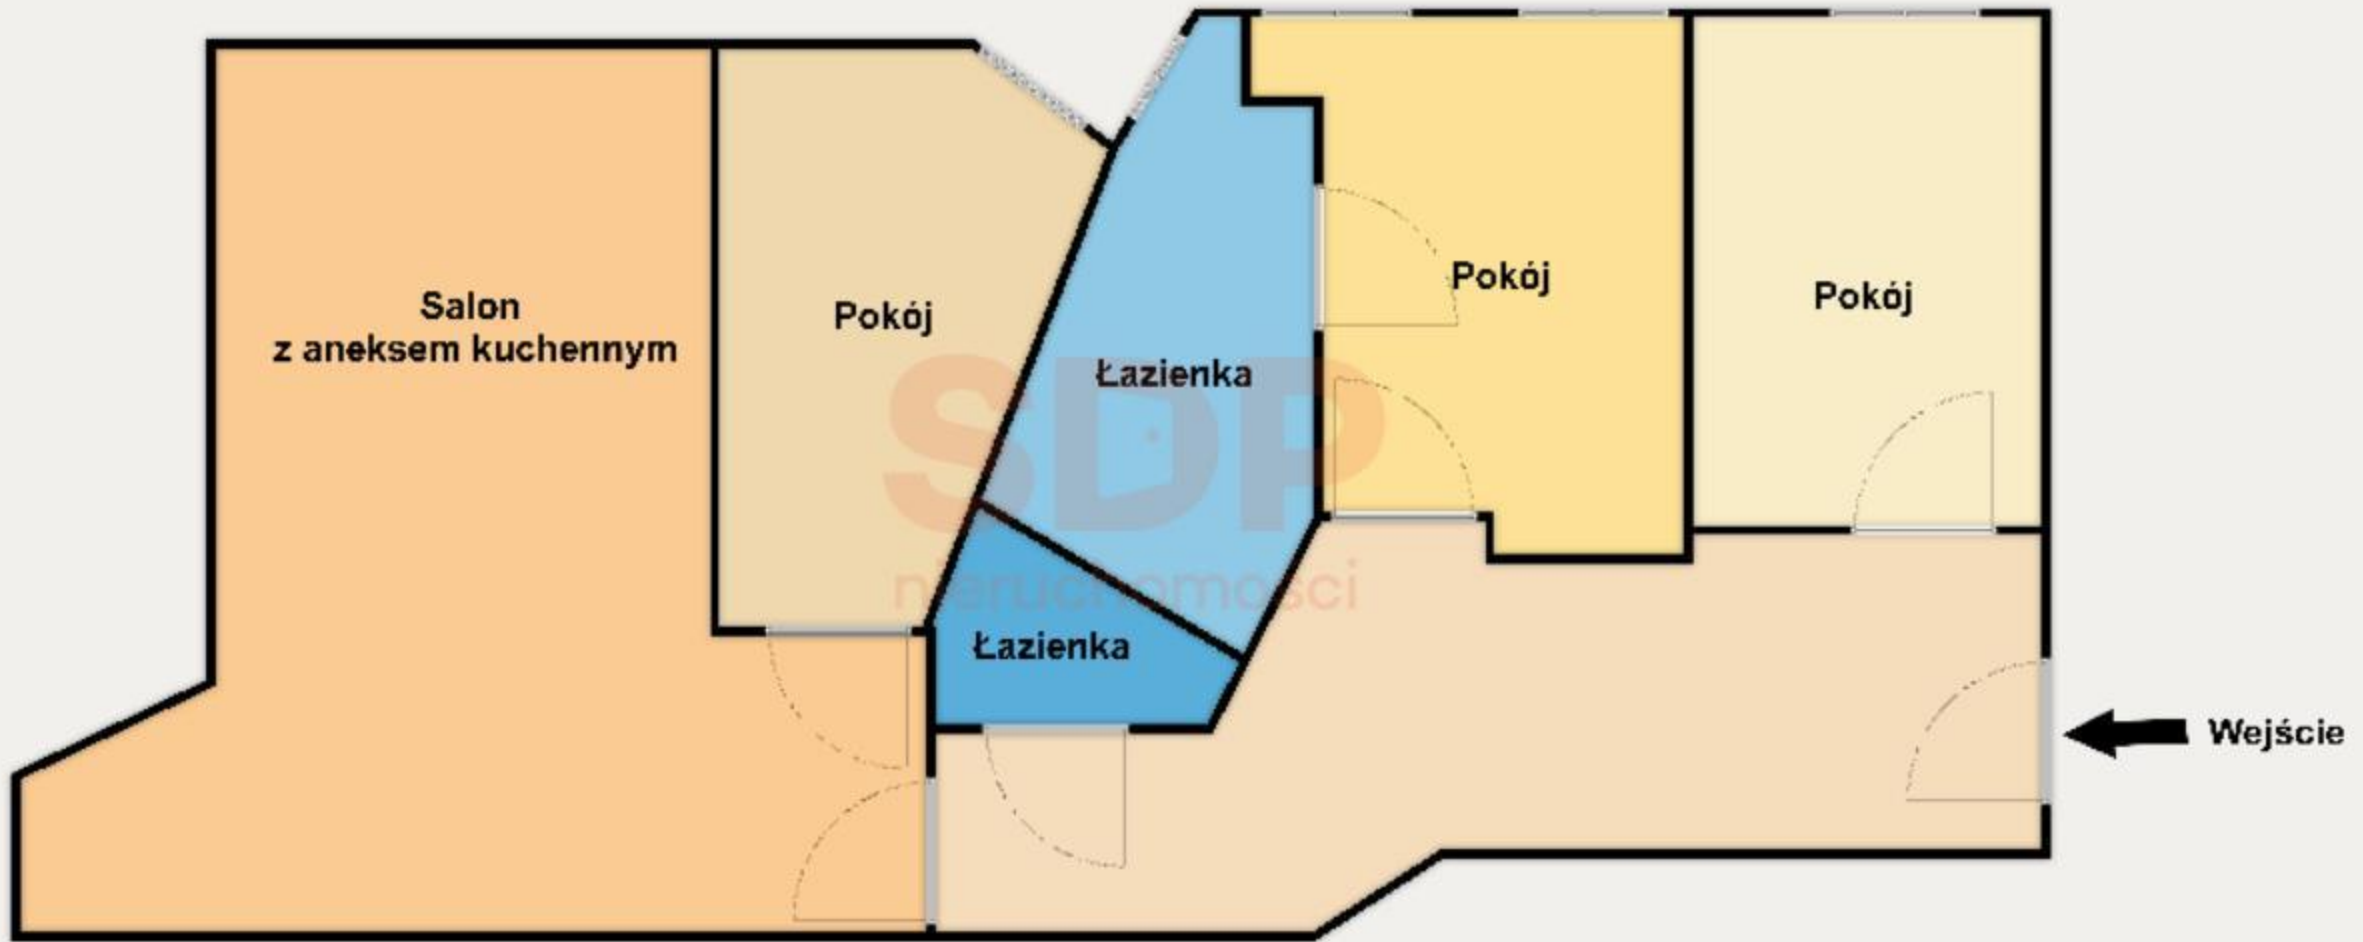 Salon
z aneksem kuchennym
Pokój
Łazienka
Pokój
Pokój
Łazienka
Wejście
SDP
nieruchomości